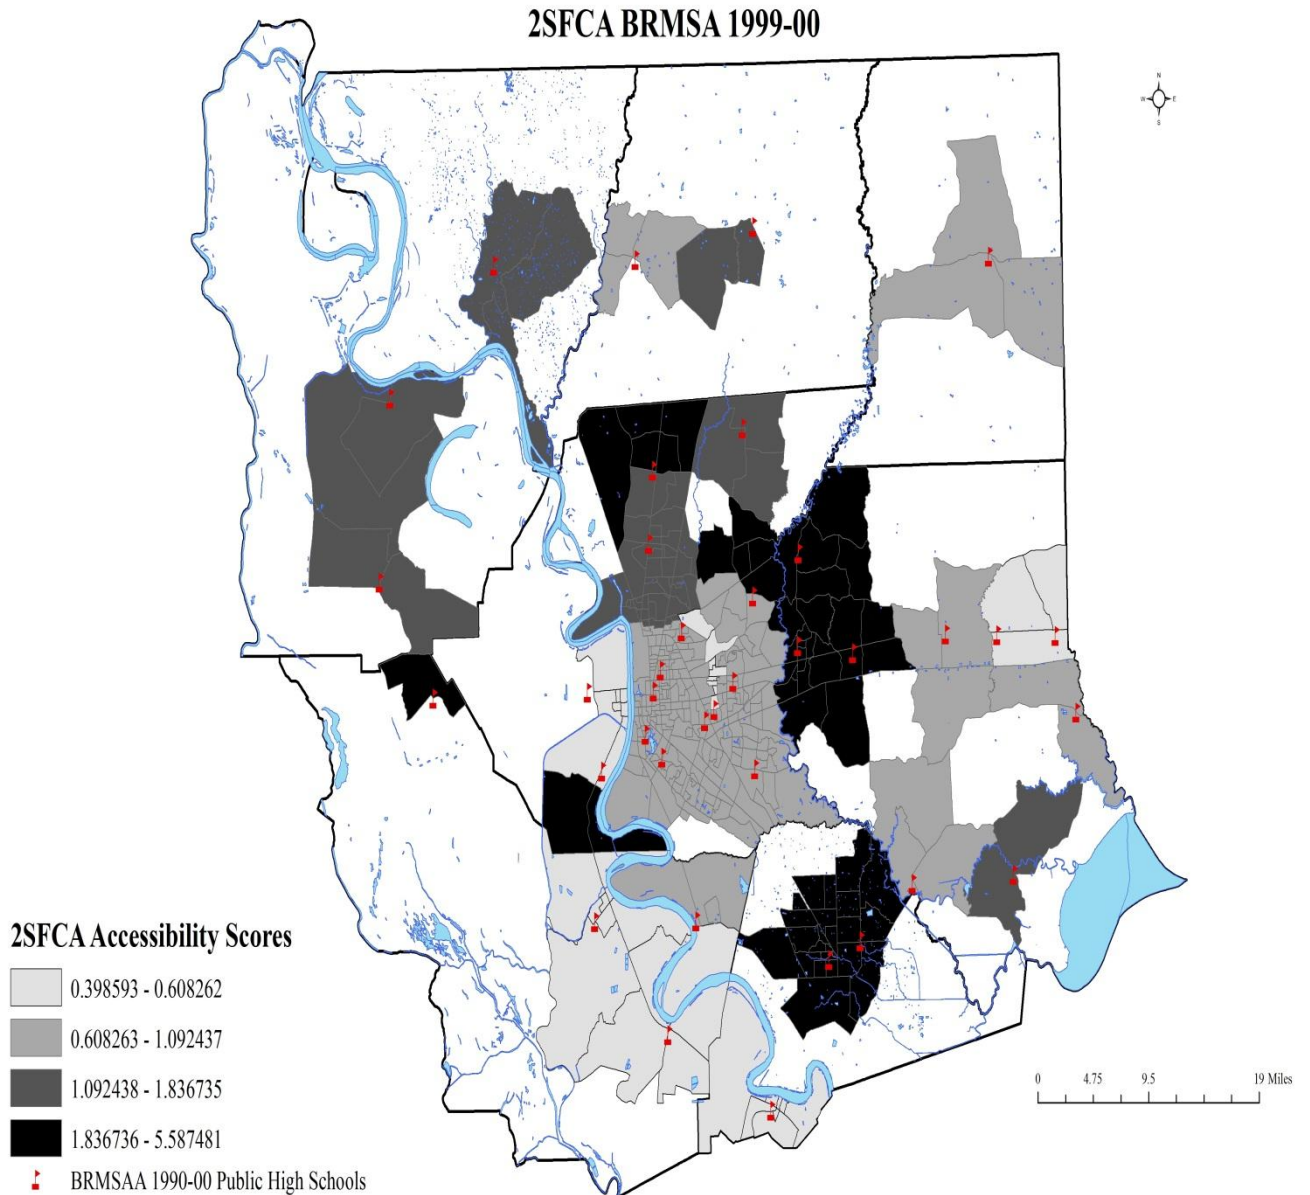 2SFCA BRMSA 1999-00
N
W E
S
2SFCA Accessibility Scores
0.398593 - 0.608262
0.608263 - 1.092437
1.092438 - 1.836735
1.836736 - 5.587481
BRMSAA 1990-00 Public High Schools
0 4.75 9.5 19 Miles